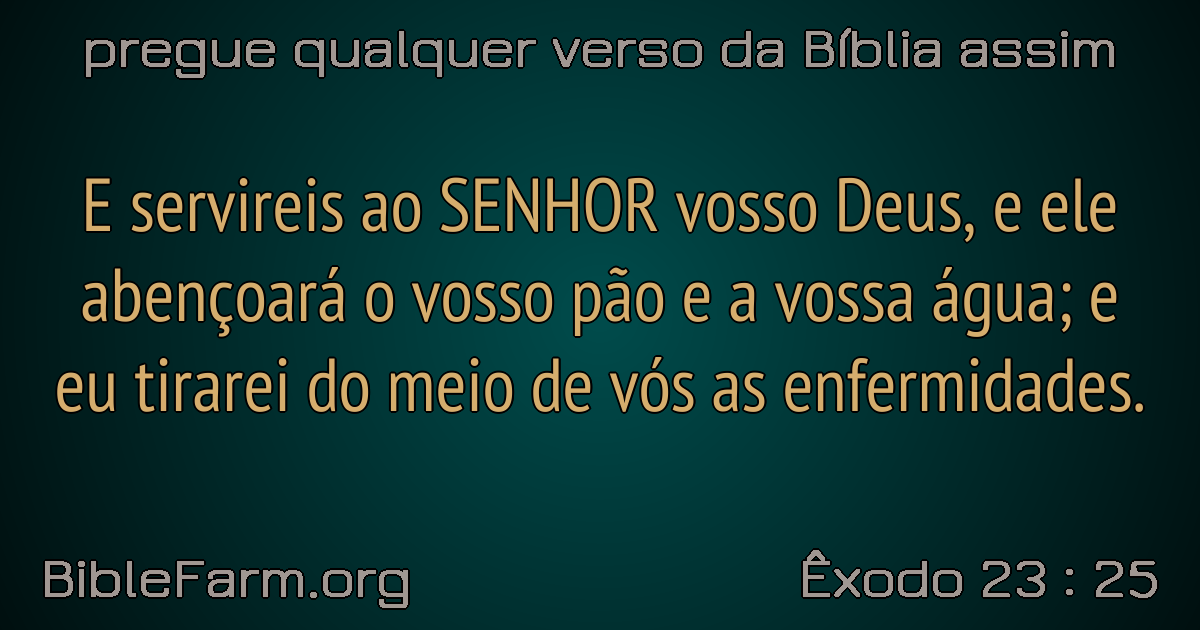 pregue qualquer verso da Bíblia assim
E servireis ao SENHOR vosso Deus, e ele
abençoará o vosso pão e a vossa água; e
eu tirarei do meio de vós as enfermidades.
BibleFarm.org
Êxodo 23 : 25